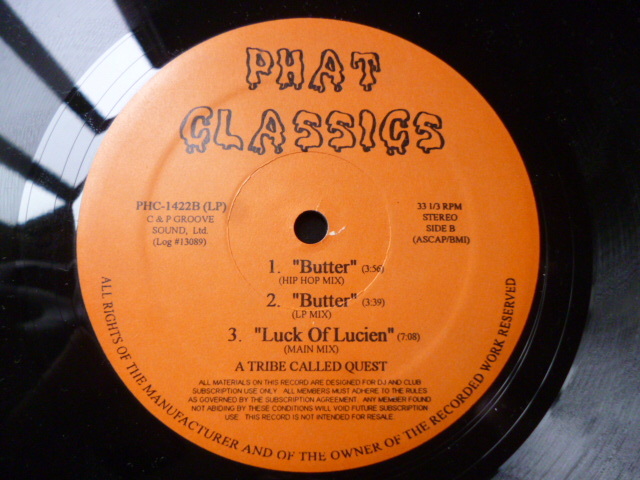 PHAT
CLASSICS
PHC-1422B (LP)
C & P GROOVE
SOUND, Ltd.
(Log #13089)
33 1/3 RPM
STEREO
SIDE B
(ASCAP/BMI)
1. "Butter" (3:56)
(HIP HOP MIX)
2. "Butter" (3:39)
(LP MIX)
3. "Luck Of Lucien" (7:08)
(MAIN MIX)
A TRIBE CALLED QUEST
ALL MATERIALS ON THIS RECORD ARE DESIGNED FOR DJ AND CLUB
SUBSCRIPTION USE ONLY. ALL MEMBERS MUST ADHERE TO THE RULES
AS GOVERNED BY THE SUBSCRIPTION AGREEMENT. ANY MEMBER FOUND
NOT ABIDING BY THESE CONDITIONS WILL VOID FUTURE SUBSCRIPTION
USE. THIS RECORD IS NOT INTENDED FOR RESALE.
ALL RIGHTS OF THE MANUFACTURER AND OF THE OWNER OF THE RECORDED WORK RESERVED